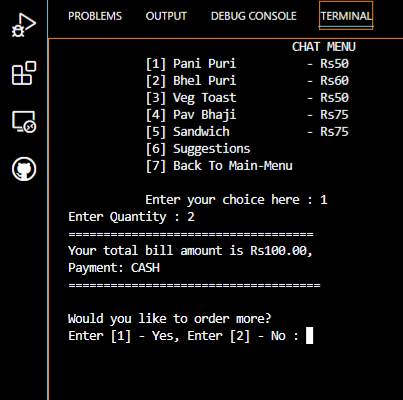 PROBLEMS OUTPUT DEBUG CONSOLE TERMINAL
CHAT MENU
[1] Pani Puri - Rs50
[2] Bhel Puri - Rs60
[3] Veg Toast - Rs50
[4] Pav Bhaji - Rs75
[5] Sandwich - Rs75
[6] Suggestions
[7] Back To Main-Menu
Enter your choice here : 1
Enter Quantity : 2
===================================
Your total bill amount is Rs100.00,
Payment: CASH
====================================
Would you like to order more?
Enter [1] - Yes, Enter [2] - No :